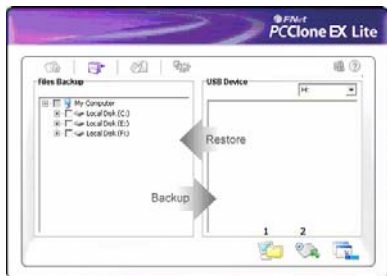 FNet
PCClone EX Lite
Files Backup
USB Device
H:
My Computer
Local Disk (C:)
Local Disk (E:)
Local Disk (F:)
Restore
Backup
1 2